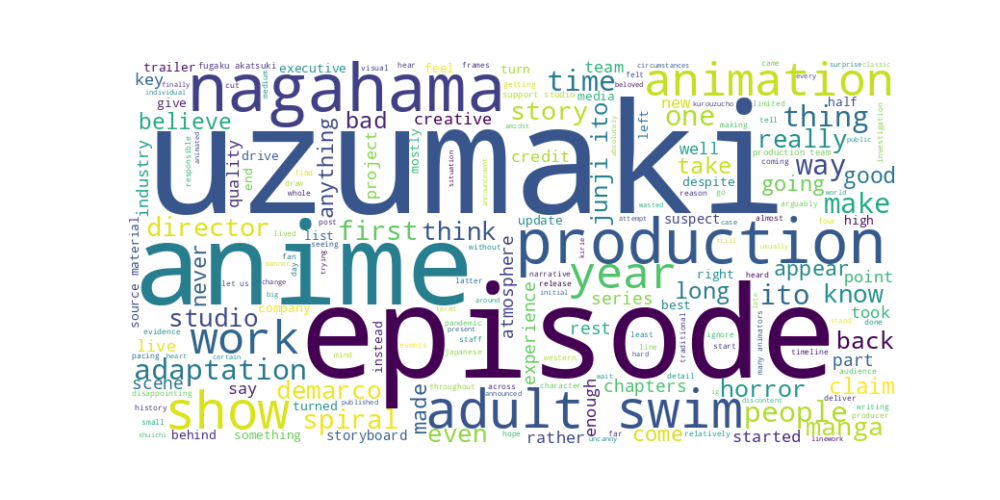 trailer fugaku akatsuki executive feel turn team felt circumstances came every surprise classic
key nagahama time animation
individual finally cut visual hear medium frames getting support studio media new kurouzucho limited half
give bad creative story one thing
believe amidst left tell making public
industry responsible animated quality drive anything project mostly credit junji ito absolutely well really investigation
end find draw uzumaki take production team coming way good
whole situation announcement despite reason go wasted arguably world make
source material director post update suspect attempt case almost four high going
lived list first think production
never fan seeing without still usually
day trying atmosphere year right narrative kirie heard appear point
let us change anime latter experience series release long ito know
big manner company around initial best took
studio pandemic terms rest least ignore done
evidence work present staff line start stand back
live pacing heart certain instead events japanese episode western hard traditional many animators timeline part
adaptation mind throughout across character wait detail audience
scene disappointing say demarco announced enough chapters ig horror claim
history turned published made adult swim discontent deliver
small show spiral people manga writing
shuichi behind something storyboard even hope rather uncanny far come relatively started linework producer